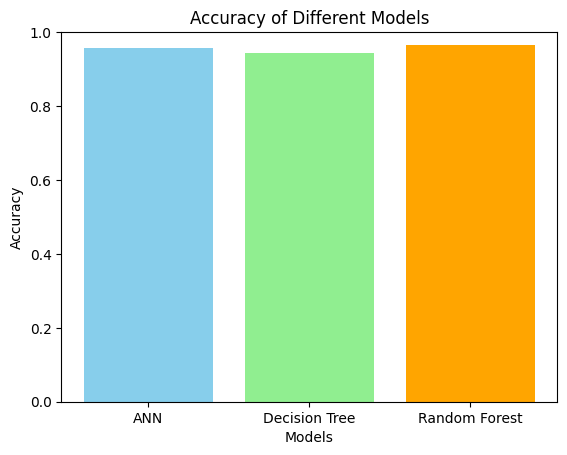 Accuracy of Different Models
1.0
0.8
0.6
0.4
0.2
0.0
Accuracy
ANN
Decision Tree
Random Forest
Models